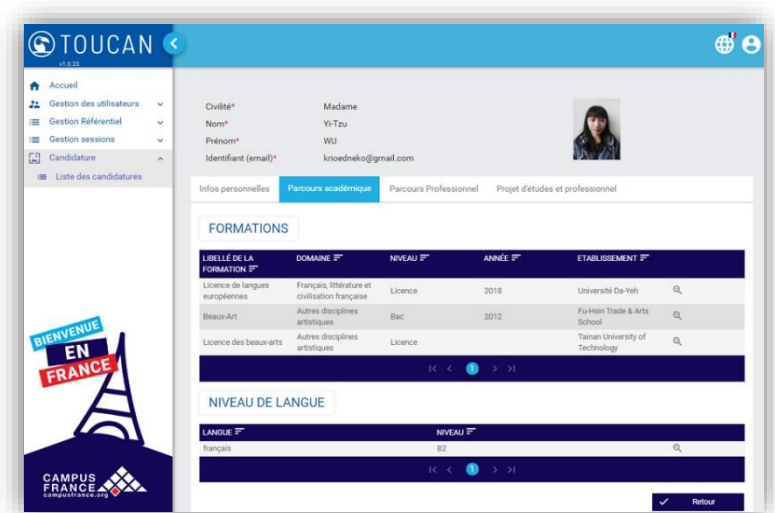 TOUCAN
v1.0.23
Accueil
Gestion des utilisateurs
Gestion Référentiel
Gestion sessions
Candidature
Liste des candidatures
BIENVENUE
EN
FRANCE
CAMPUS
FRANCE
campusfrance.org
Civilité* Madame
Nom* Yi-Tzu
Prénom* WU
Identifiant (email)* krioedneko@gmail.com
Infos personnelles Parcours académique Parcours Professionnel Projet d'études et professionnel
FORMATIONS
LIBELLÉ DE LA FORMATION DOMAINE NIVEAU ANNÉE ETABLISSEMENT
Licence de langues européennes Français, littérature et civilisation française Licence 2018 Université Da-Yeh
Beaux-Art Autres disciplines artistiques Bac 2012 Fu-Hsin Trade & Arts School
Licence des beaux-arts Autres disciplines artistiques Licence Tainan University of Technology
1
NIVEAU DE LANGUE
LANGUE NIVEAU
français B2
1
Retour